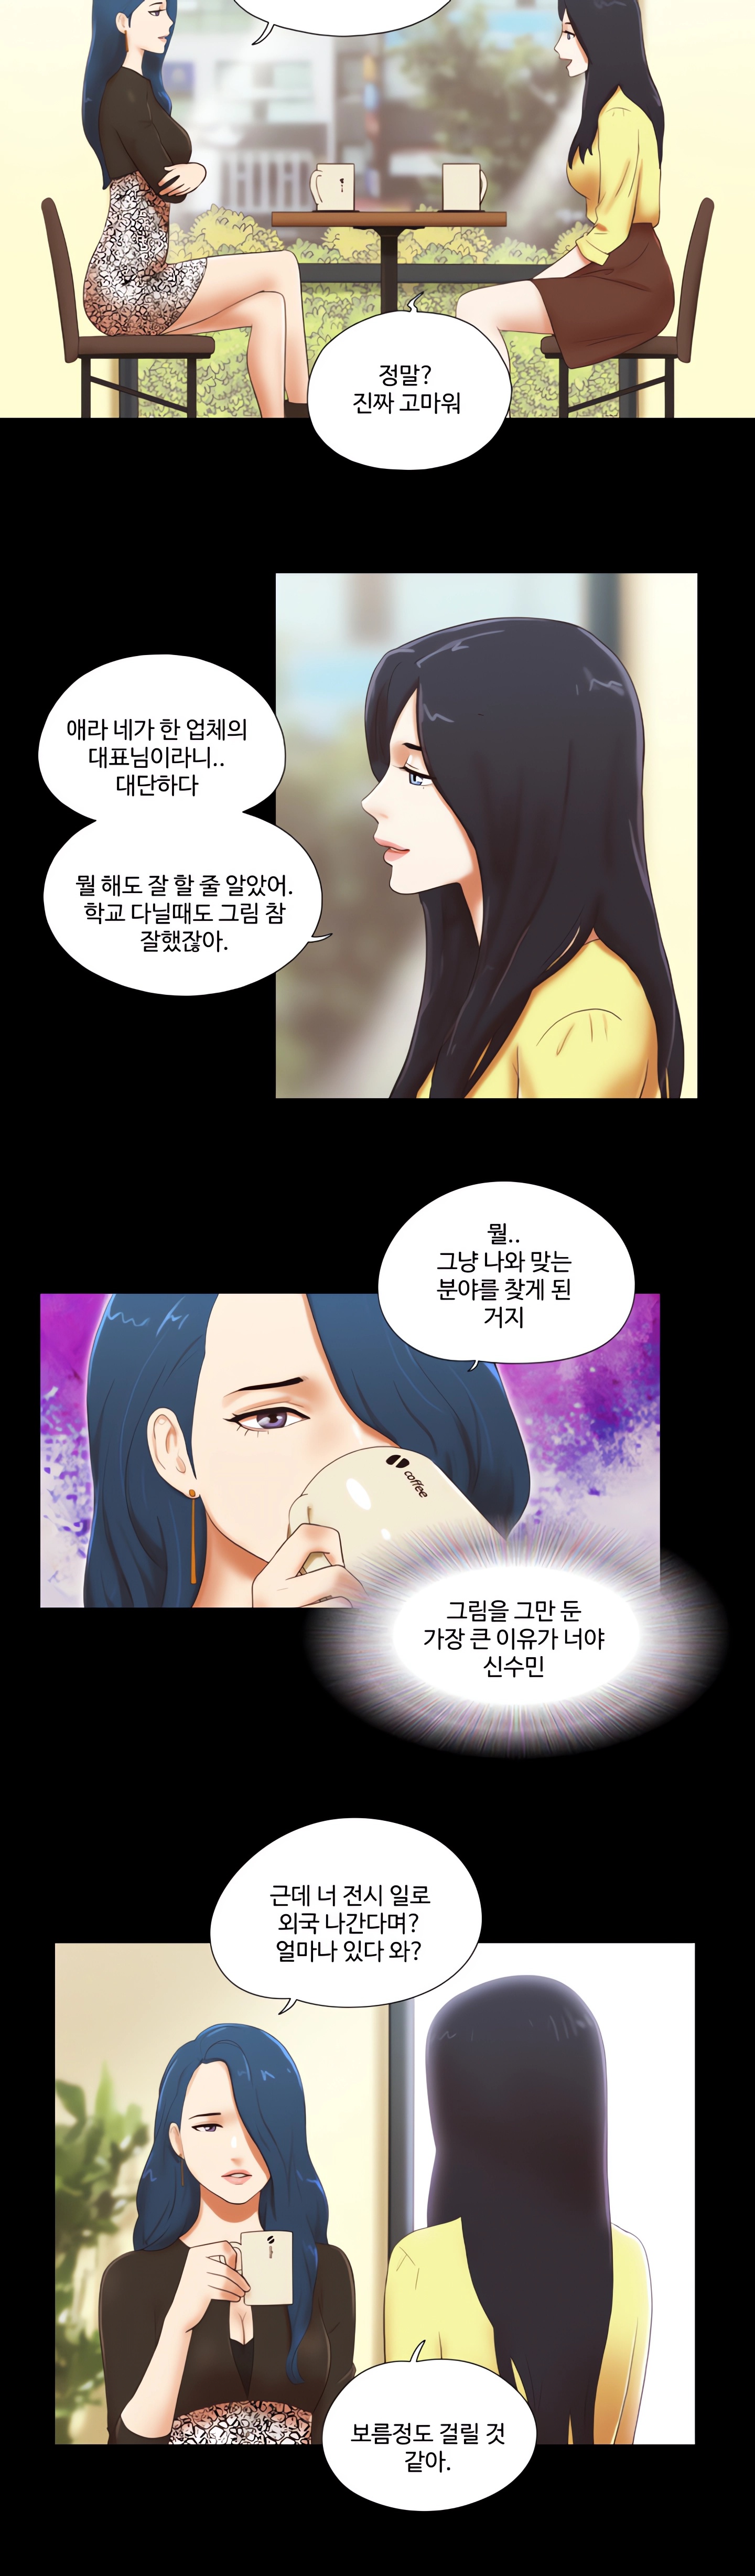 정말?
진짜 고마워
애라 네가 한 업체의
대표님이라니..
대단하다
뭘 해도 잘 할 줄 알았어.
학교 다닐때도 그림 참
잘했잖아.
뭘..
그냥 나와 맞는
분야를 찾게 된
거지
coffee
그림을 그만 둔
가장 큰 이유가 너야
신수민
근데 너 전시 일로
외국 나간다며?
얼마나 있다 와?
보름정도 걸릴 것
같아.